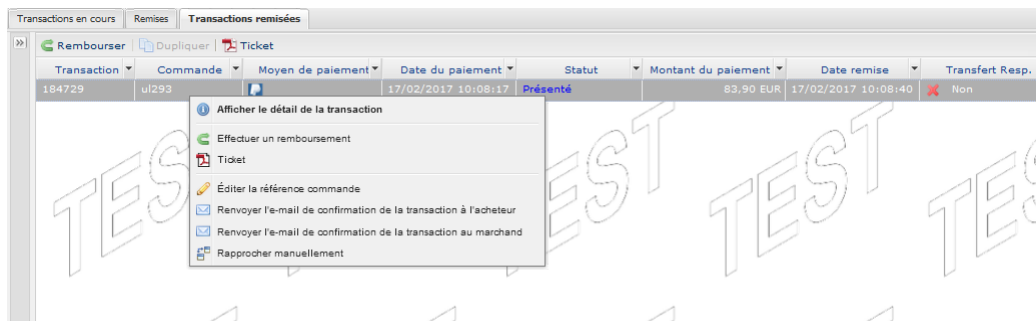 Transactions en cours Remises Transactions remisées
Rembourser Dupliquer Ticket
Transaction Commande Moyen de paiement Date du paiement Statut Montant du paiement Date remise Transfert Resp.
184729 ul293 17/02/2017 10:08:17 Présenté 83,90 EUR 17/02/2017 10:08:40 Non
Afficher le détail de la transaction
Effectuer un remboursement
Ticket
Éditer la référence commande
Renvoyer l'e-mail de confirmation de la transaction à l'acheteur
Renvoyer l'e-mail de confirmation de la transaction au marchand
Rapprocher manuellement
TEST TEST TEST TEST